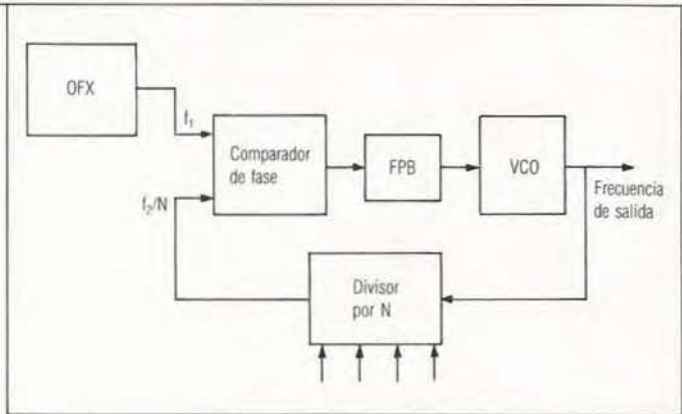 OFX
f₁
Comparador
de fase
FPB
VCO
Frecuencia
de salida
f₂/N
Divisor
por N